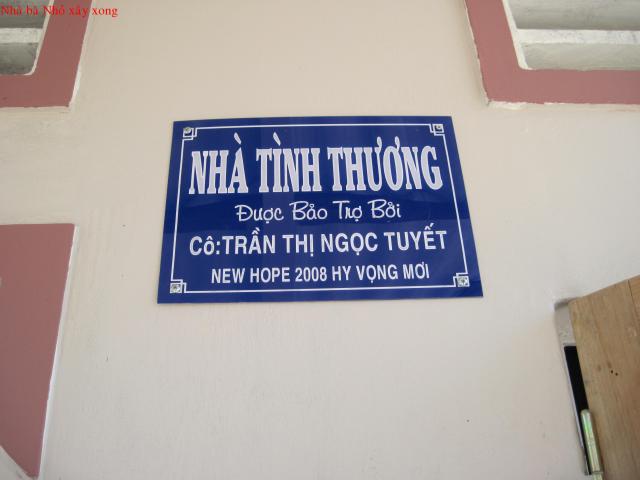 Nhà bà Nhỏ xây xong
NHÀ TÌNH THƯƠNG
Được Bảo Trợ Bởi
Cô:TRẦN THỊ NGỌC TUYẾT
NEW HOPE 2008 HY VỌNG MƠI